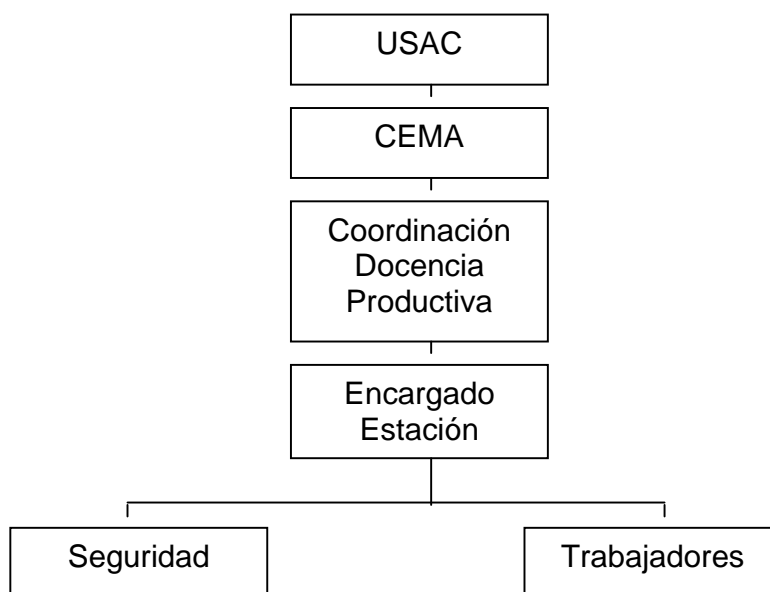 USAC
CEMA
Coordinación
Docencia
Productiva
Encargado
Estación
Seguridad
Trabajadores